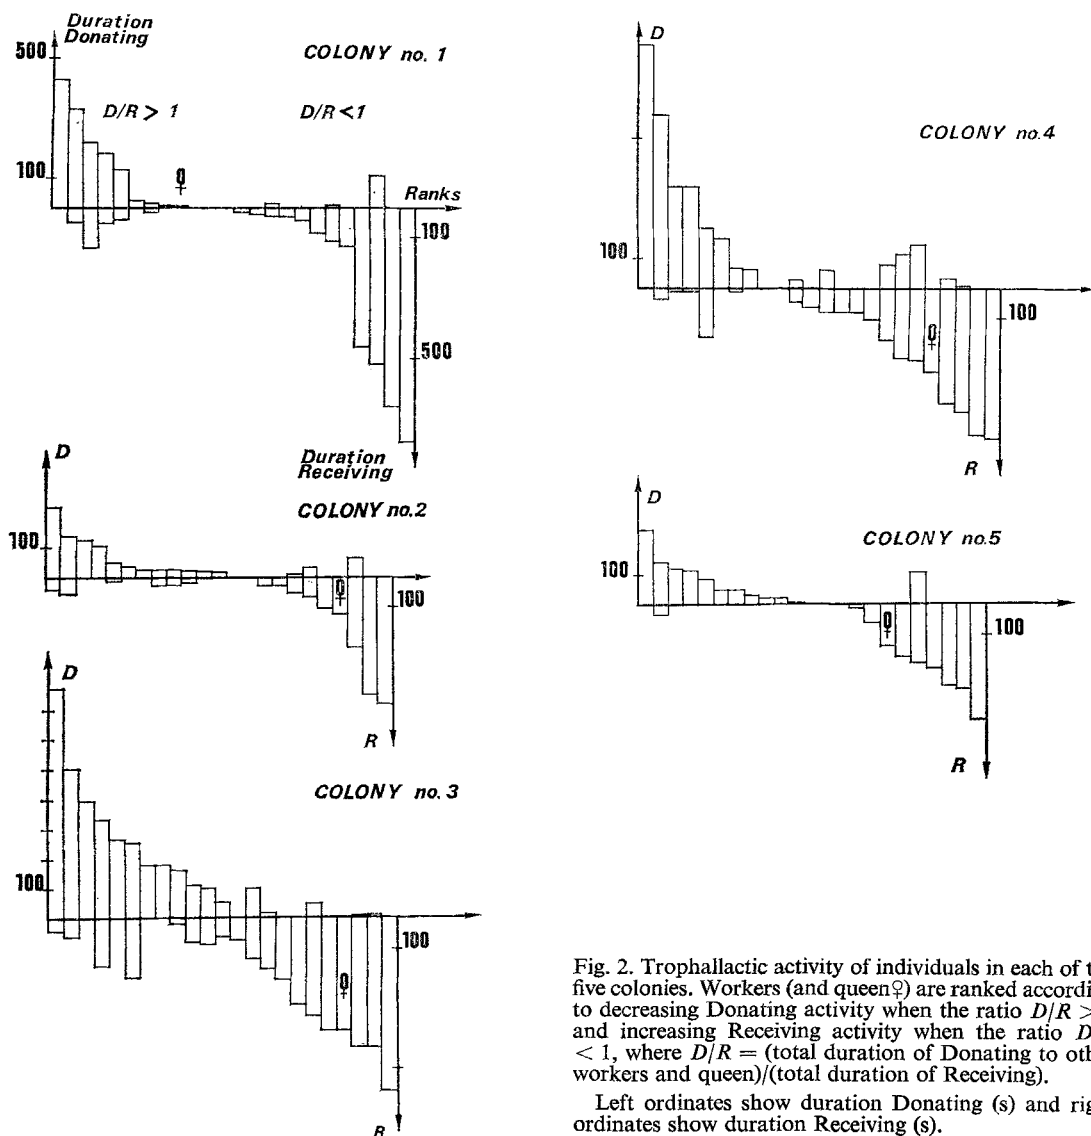 Duration
Donating
500
COLONY no. 1
D/R > 1
D/R < 1
100
♀
Ranks
100
500
Duration
Receiving
D
COLONY no.2
100
♀
100
R
D
COLONY no. 3
100
100
♀
R
D
COLONY no.4
100
100
♀
R
D
COLONY no.5
100
♀
100
R
Fig. 2. Trophallactic activity of individuals in each of t
five colonies. Workers (and queen♀) are ranked accordi
to decreasing Donating activity when the ratio D/R >
and increasing Receiving activity when the ratio D
< 1, where D/R = (total duration of Donating to oth
workers and queen)/(total duration of Receiving).
Left ordinates show duration Donating (s) and rig
ordinates show duration Receiving (s).